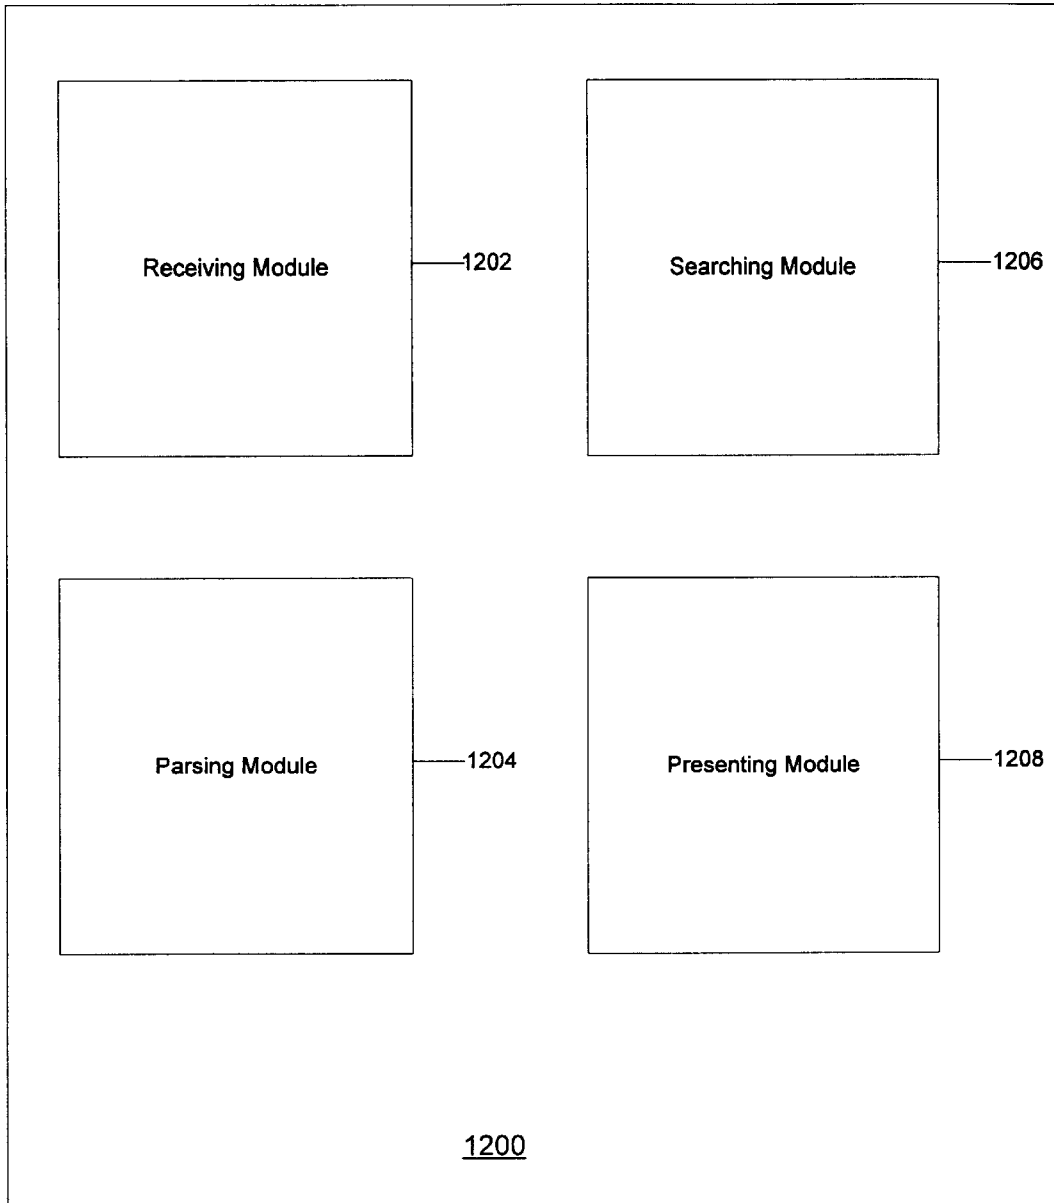 Receiving Module
1202
Searching Module
1206
Parsing Module
1204
Presenting Module
1208
1200